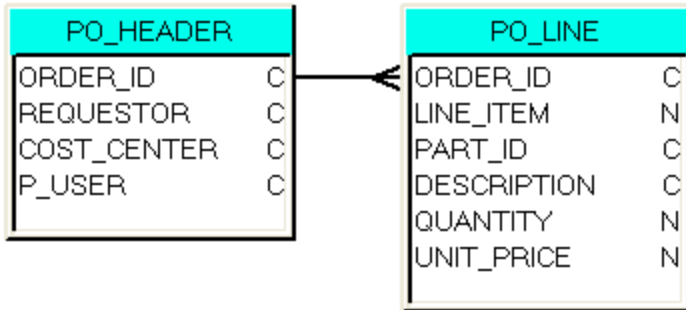 PO_HEADER
ORDER_ID C
REQUESTOR C
COST_CENTER C
P_USER C
PO_LINE
ORDER_ID C
LINE_ITEM N
PART_ID C
DESCRIPTION C
QUANTITY N
UNIT_PRICE N